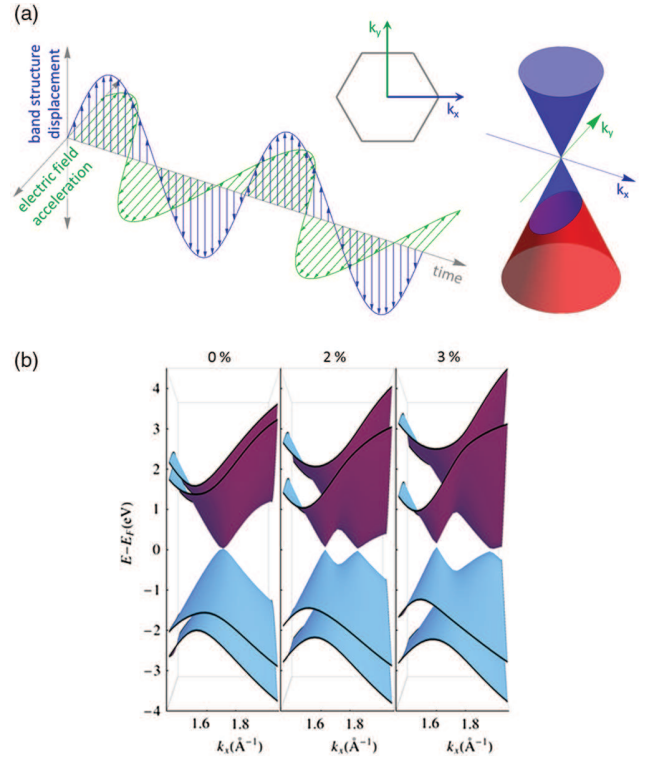 (a)
band structure
displacement
electric field
acceleration
time
k_y
k_x
k_y
k_x
(b)
0 % 2 % 3 %
E−E_F(eV)
4
3
2
1
0
−1
−2
−3
−4
1.6 1.8 1.6 1.8 1.6 1.8
k_x(Å⁻¹) k_x(Å⁻¹) k_x(Å⁻¹)